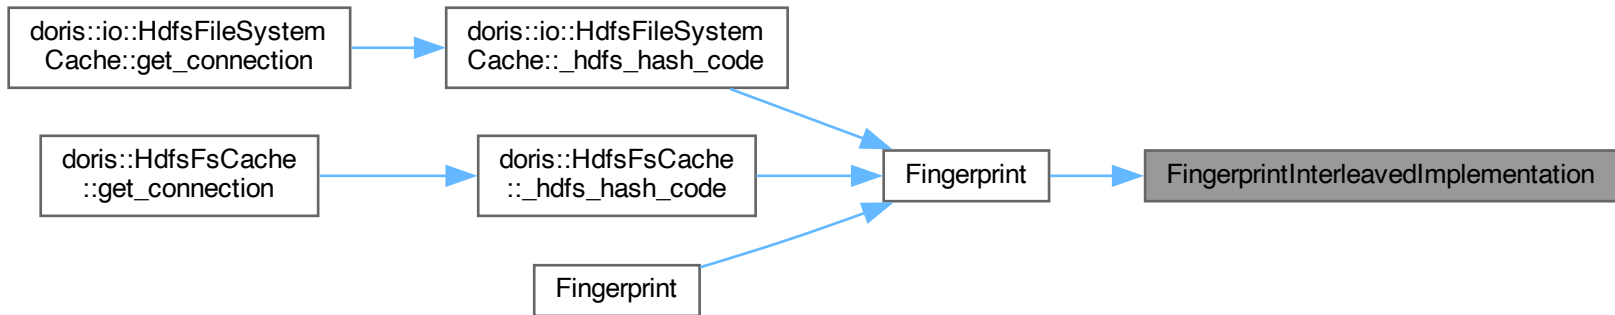 doris::io::HdfsFileSystem
Cache::get_connection
doris::io::HdfsFileSystem
Cache::_hdfs_hash_code
doris::HdfsFsCache
::get_connection
doris::HdfsFsCache
::_hdfs_hash_code
Fingerprint
FingerprintInterleavedImplementation
Fingerprint